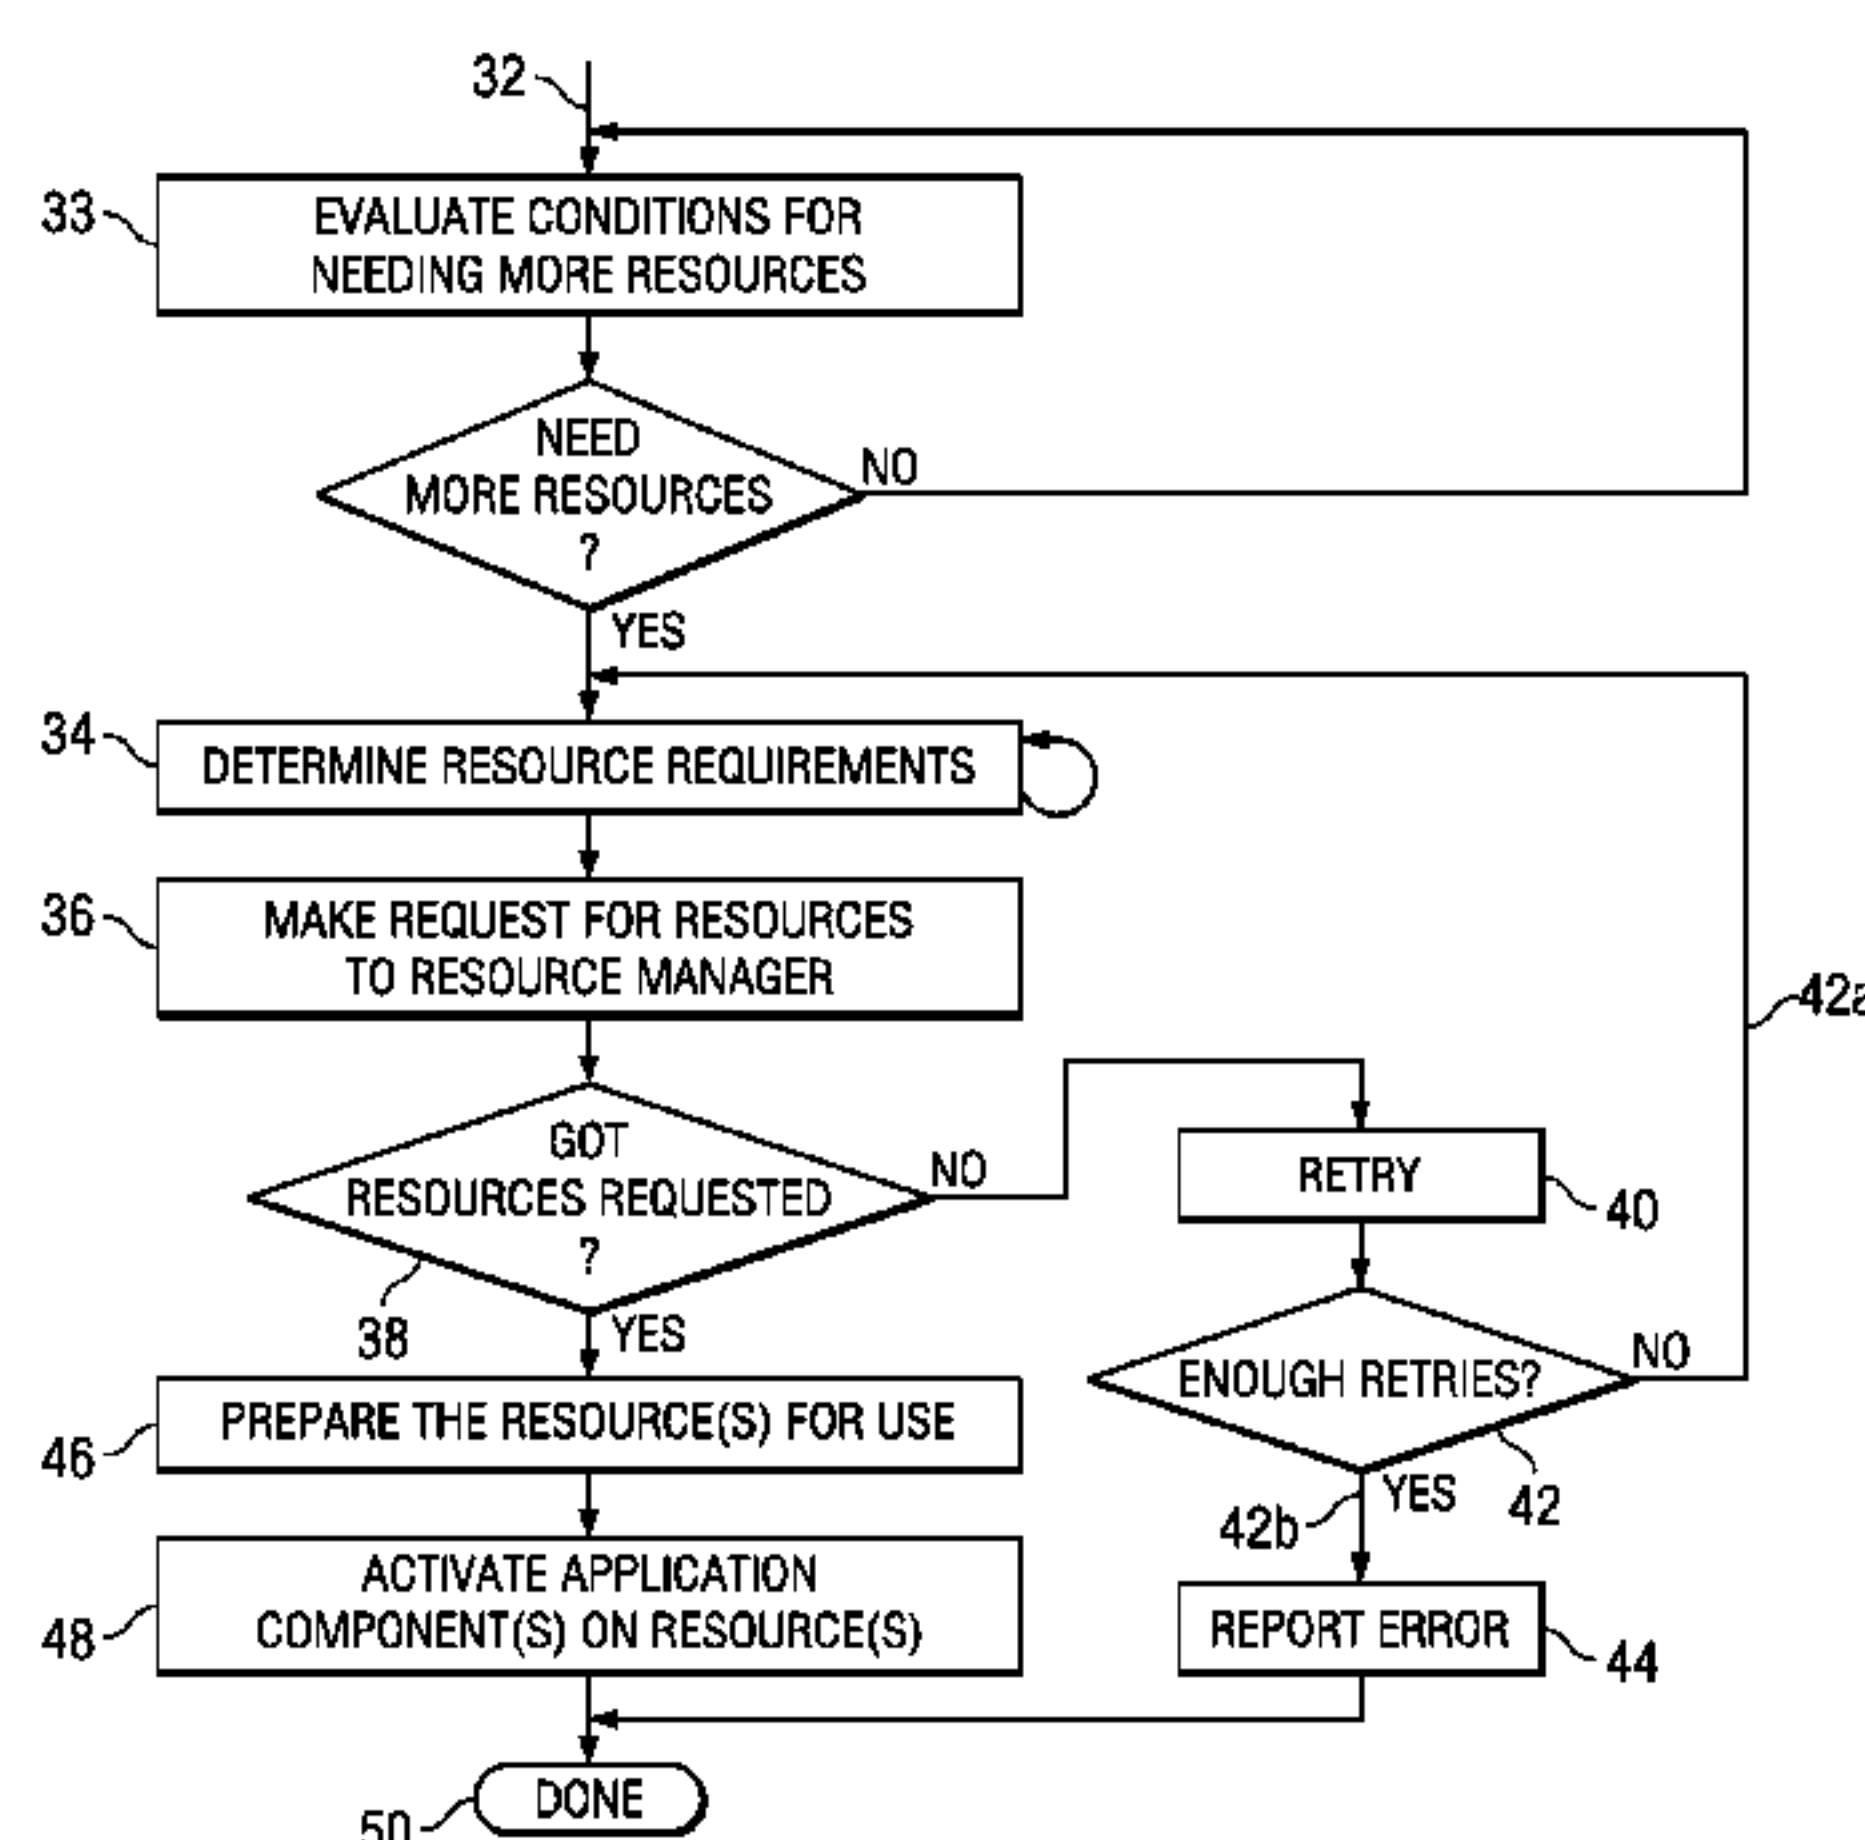 32
33
EVALUATE CONDITIONS FOR
NEEDING MORE RESOURCES
NEED
MORE RESOURCES
?
NO
YES
34
DETERMINE RESOURCE REQUIREMENTS
36
MAKE REQUEST FOR RESOURCES
TO RESOURCE MANAGER
42a
GOT
RESOURCES REQUESTED
?
NO
38
YES
RETRY
40
ENOUGH RETRIES?
NO
42
YES
42b
46
PREPARE THE RESOURCE(S) FOR USE
48
ACTIVATE APPLICATION
COMPONENT(S) ON RESOURCE(S)
REPORT ERROR
44
50
DONE